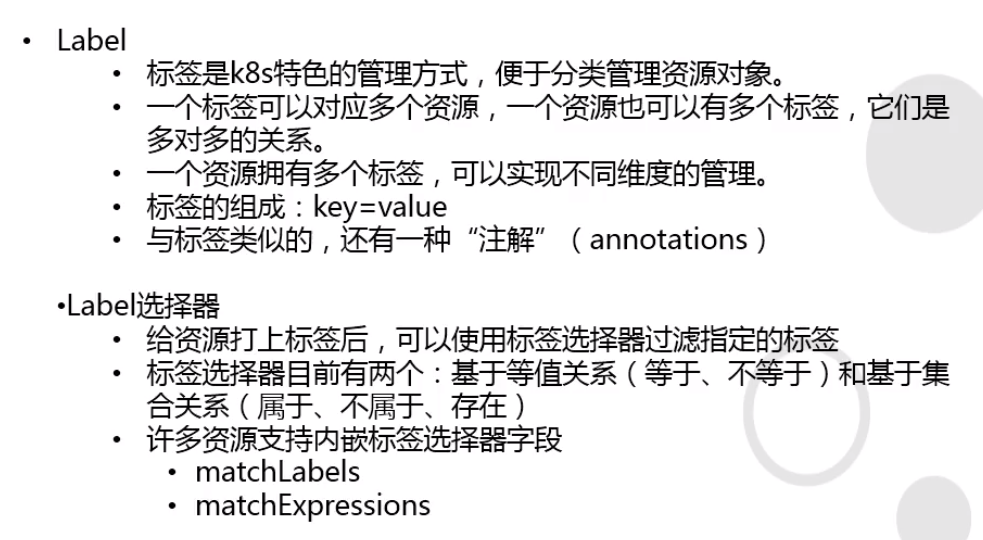 • Label
• 标签是k8s特色的管理方式，便于分类管理资源对象。
• 一个标签可以对应多个资源，一个资源也可以有多个标签，它们是
多对多的关系。
• 一个资源拥有多个标签，可以实现不同维度的管理。
• 标签的组成：key=value
• 与标签类似的，还有一种“注解”（annotations）
•Label选择器
• 给资源打上标签后，可以使用标签选择器过滤指定的标签
• 标签选择器目前有两个：基于等值关系（等于、不等于）和基于集
合关系（属于、不属于、存在）
• 许多资源支持内嵌标签选择器字段
• matchLabels
• matchExpressions